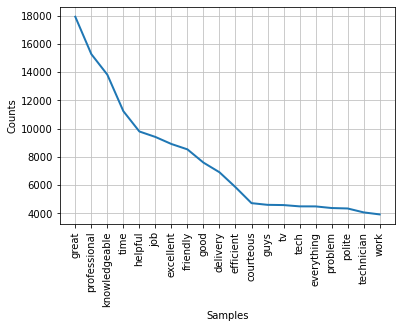 18000
16000
14000
12000
10000
8000
6000
4000
Counts
great
professional
knowledgeable
time
helpful
job
excellent
friendly
good
delivery
efficient
courteous
guys
tv
tech
everything
problem
polite
technician
work
Samples